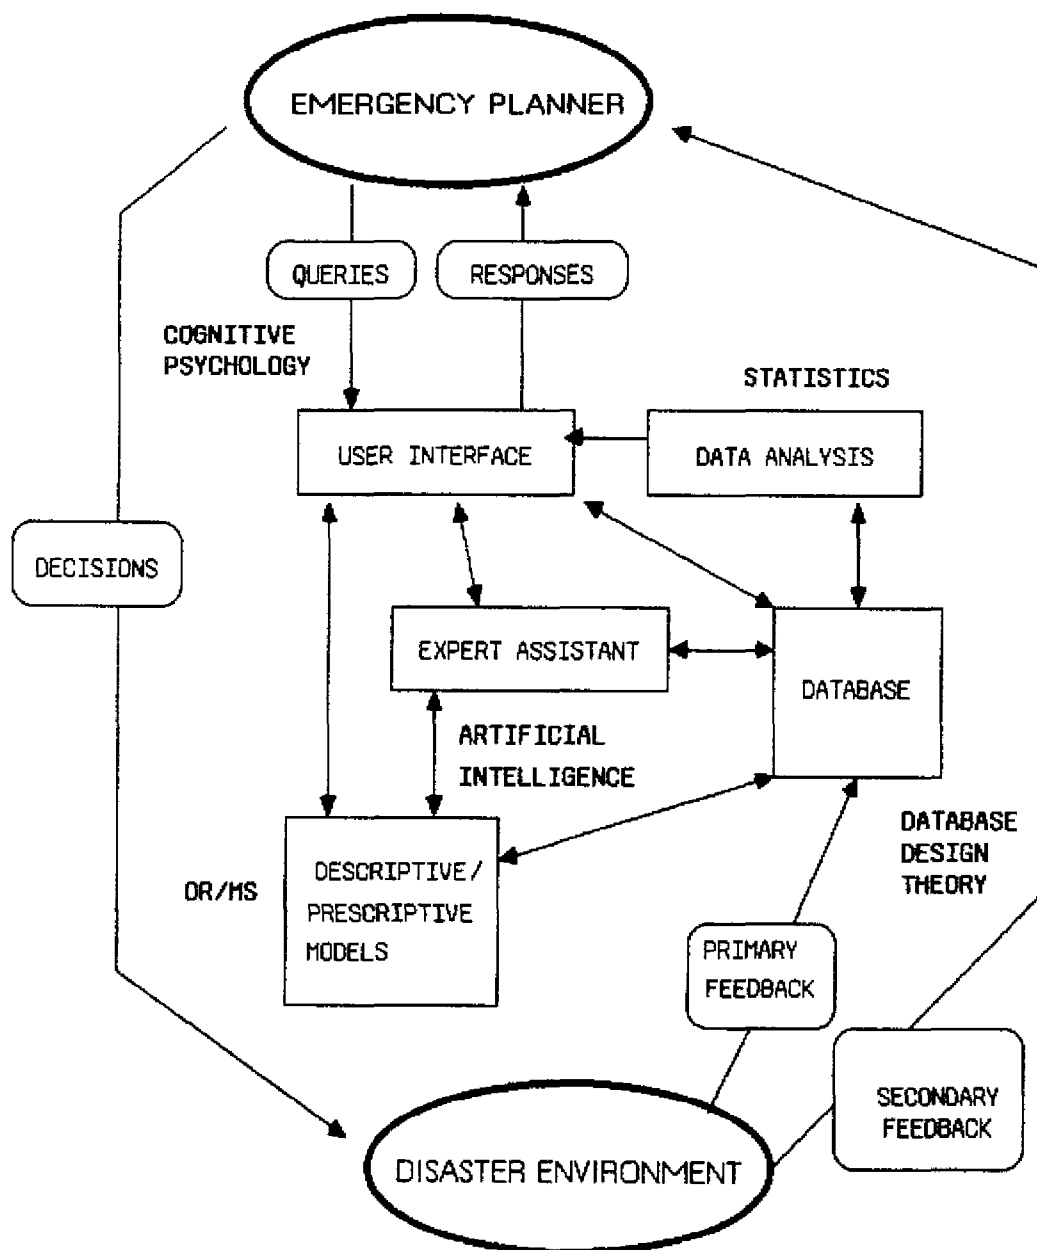 EMERGENCY PLANNER
QUERIES
RESPONSES
COGNITIVE
PSYCHOLOGY
STATISTICS
USER INTERFACE
DATA ANALYSIS
DECISIONS
EXPERT ASSISTANT
DATABASE
ARTIFICIAL
INTELLIGENCE
DATABASE
DESIGN
THEORY
OR/MS
DESCRIPTIVE/
PRESCRIPTIVE
MODELS
PRIMARY
FEEDBACK
SECONDARY
FEEDBACK
DISASTER ENVIRONMENT